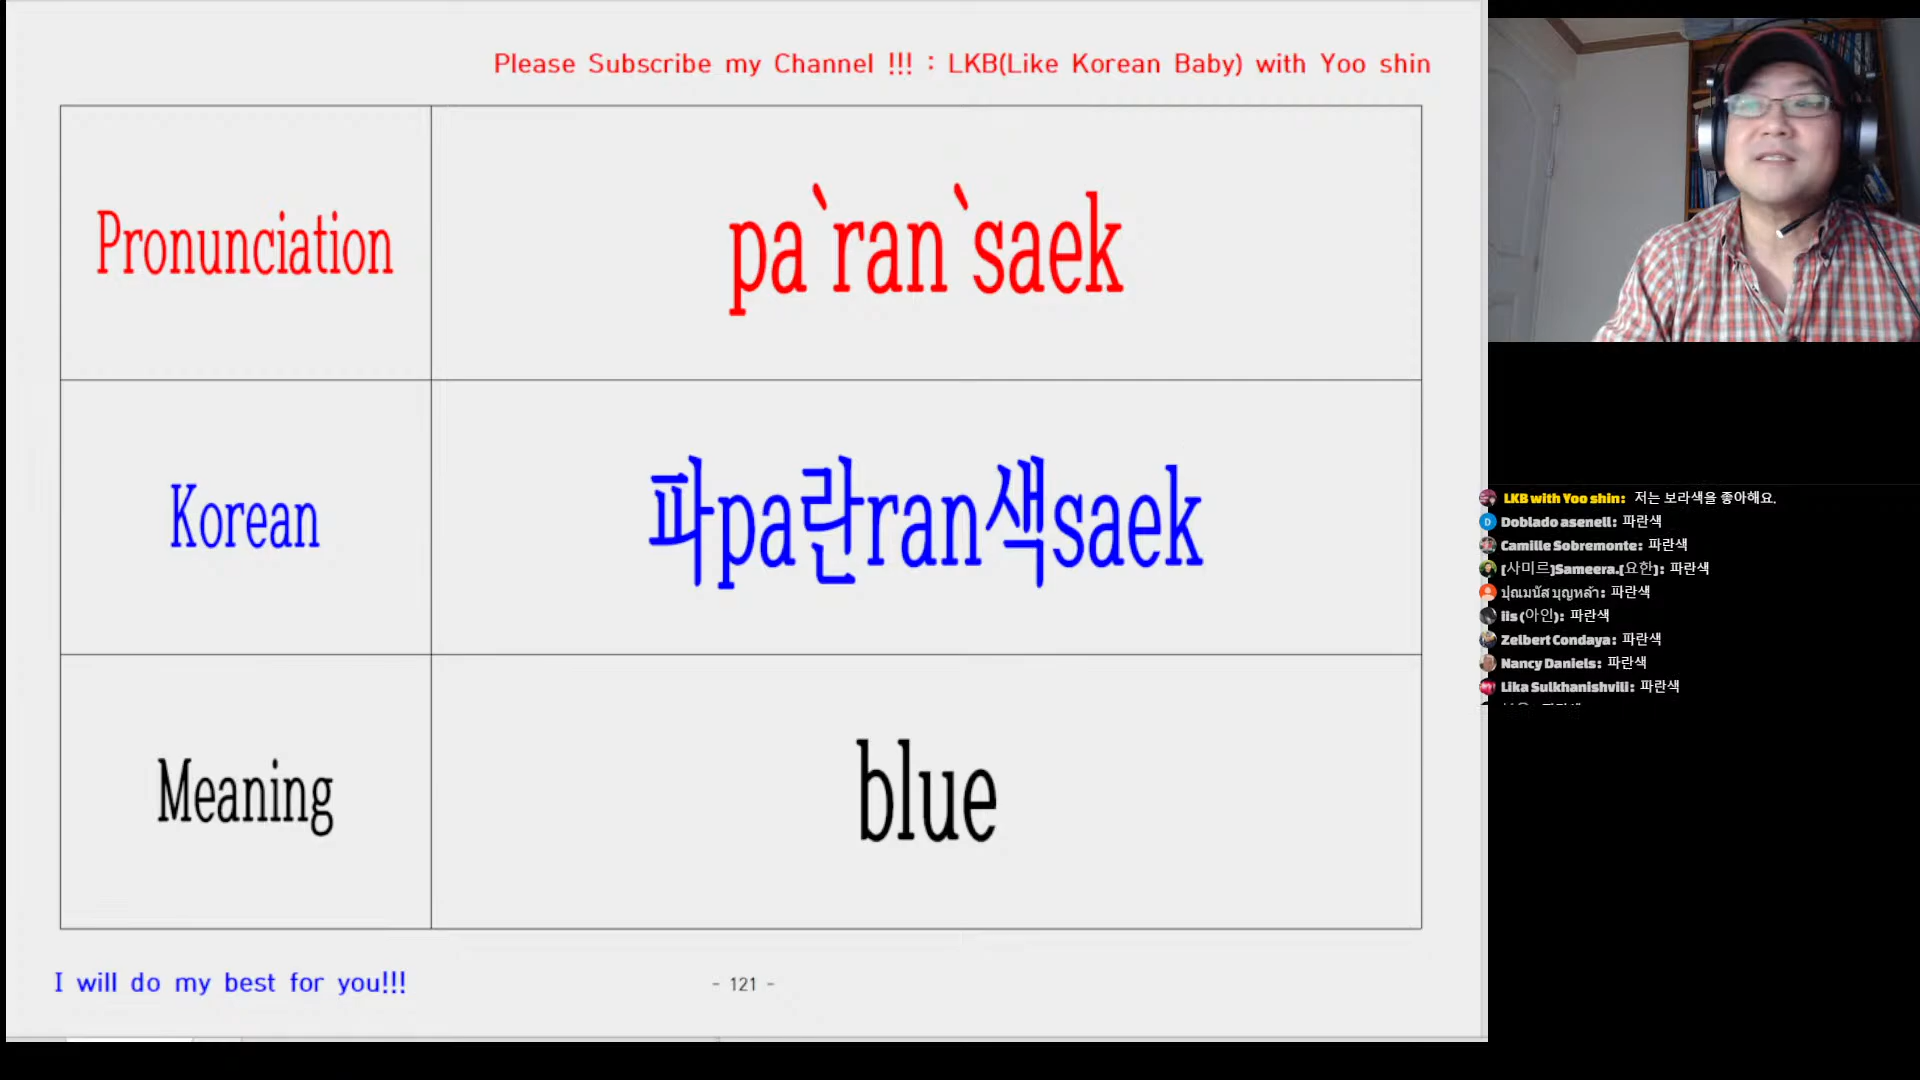 Please Subscribe my Channel !!! : LKB(Like Korean Baby) with Yoo shin
Pronunciation
pa`ran`saek
Korean
파pa란ran색saek
Meaning
blue
I will do my best for you!!!
- 121 -
LKB with Yoo shin: 저는 보라색을 좋아해요.
Doblado asenell: 파란색
Camille Sobremonte: 파란색
[사미르]Sameera.[요한]: 파란색
ปุณมนัส บุญหล้า: 파란색
iis (아인): 파란색
Zelbert Condaya: 파란색
Nancy Daniels: 파란색
Lika Sulkhanishvili: 파란색